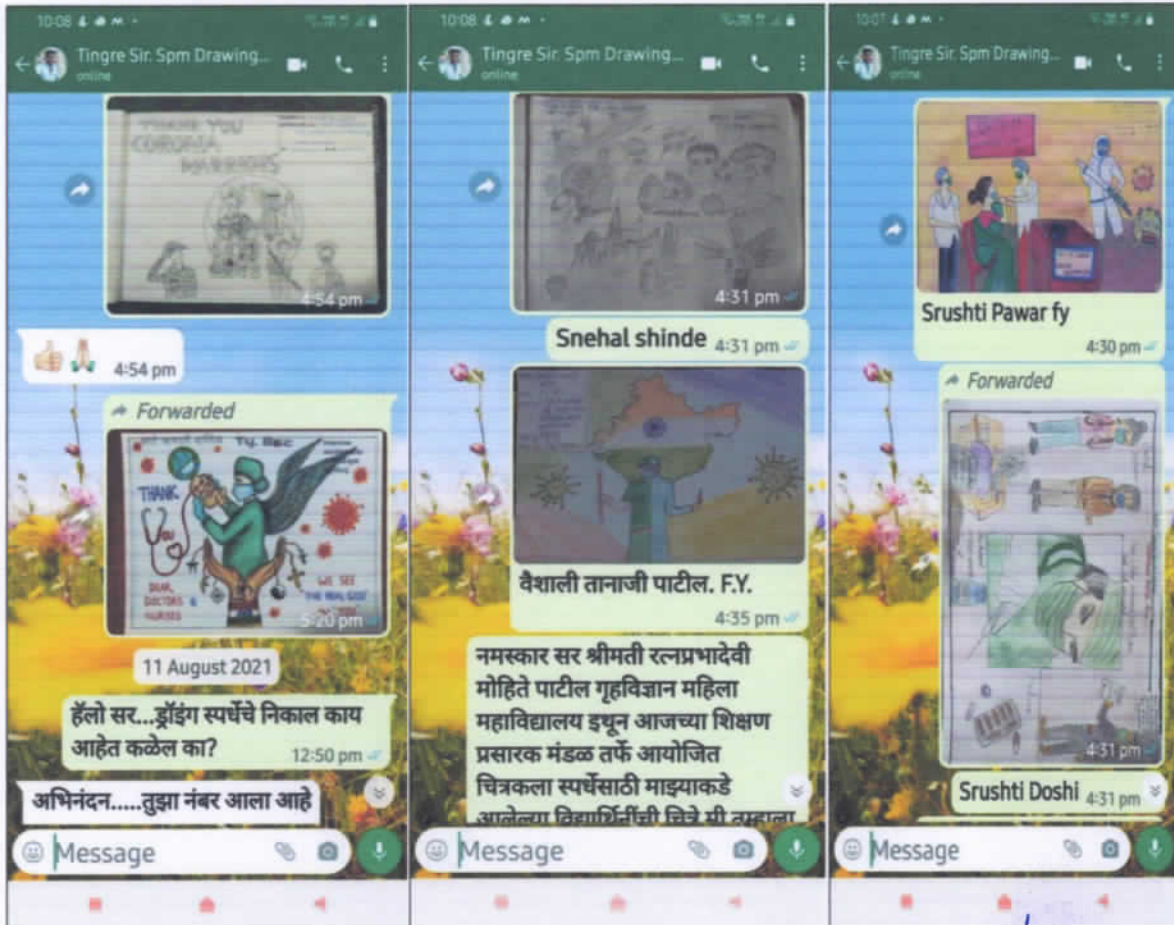 10:08
Tingre Sir. Spm Drawing...
online
THANK YOU
CORONA
WARRIORS
4:54 pm
4:54 pm
Forwarded
T.Y. Bsc
THANK
You
DEAR,
DOCTORS &
NURSES
WE SEE
THE REAL GOD
5:20 pm
11 August 2021
हॅलो सर...ड्रॉइंग स्पर्धेचे निकाल काय
आहेत कळेल का?
12:50 pm
अभिनंदन.....तुझा नंबर आला आहे
Message
10:08
Tingre Sir. Spm Drawing...
online
4:31 pm
Snehal shinde 4:31 pm
वैशाली तानाजी पाटील. F.Y.
4:35 pm
नमस्कार सर श्रीमती रत्नप्रभादेवी
मोहिते पाटील गृहविज्ञान महिला
महाविद्यालय इथून आजच्या शिक्षण
प्रसारक मंडळ तर्फे आयोजित
चित्रकला स्पर्धेसाठी माझ्याकडे
आलेल्या विद्यार्थिनींची चित्रे मी तुम्हाला
Message
10:07
Tingre Sir. Spm Drawing...
online
Srushti Pawar fy
4:30 pm
Forwarded
4:31 pm
Srushti Doshi 4:31 pm
Message